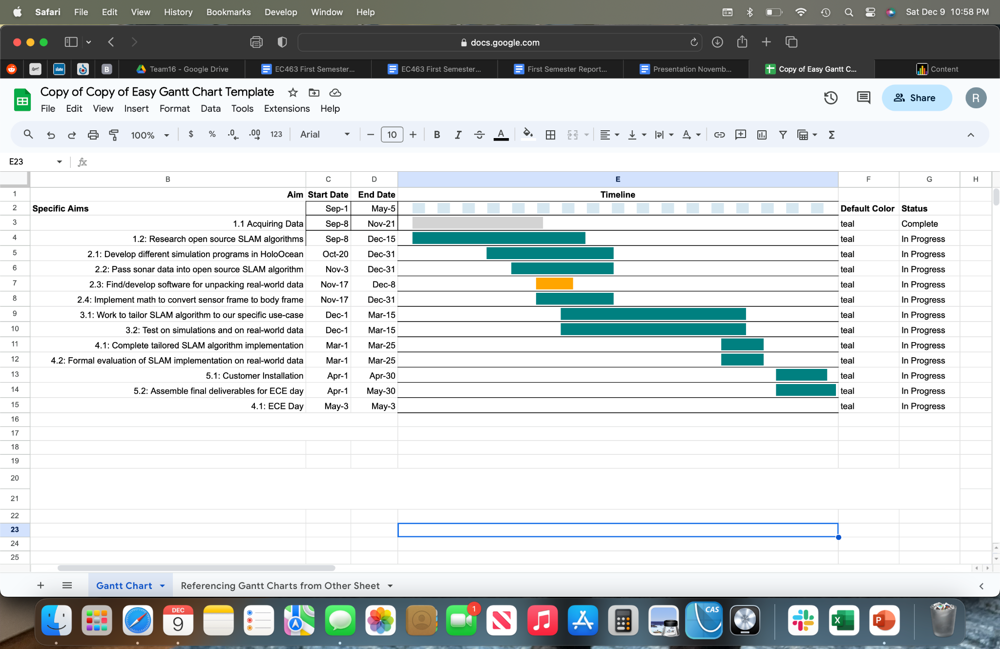 Safari File Edit View History Bookmarks Develop Window Help Sat Dec 9 10:58 PM
docs.google.com
slate B Team16 - Google Drive EC463 First Semester... EC463 First Semester... First Semester Report... Presentation Novemb... Copy of Easy Gantt C... Content
Copy of Copy of Easy Gantt Chart Template
File Edit View Insert Format Data Tools Extensions Help
Share R
100% $ % .0 .00 123 Arial 10 B I A
E23 fx
B C D E F G H
1 Aim Start Date End Date Timeline
2 Specific Aims Sep-1 May-5 Default Color Status
3 1.1 Acquiring Data Sep-8 Nov-21 teal Complete
4 1.2: Research open source SLAM algorithms Sep-8 Dec-15 teal In Progress
5 2.1: Develop different simulation programs in HoloOcean Oct-20 Dec-31 teal In Progress
6 2.2: Pass sonar data into open source SLAM algorithm Nov-3 Dec-31 teal In Progress
7 2.3: Find/develop software for unpacking real-world data Nov-17 Dec-8 teal In Progress
8 2.4: Implement math to convert sensor frame to body frame Nov-17 Dec-31 teal In Progress
9 3.1: Work to tailor SLAM algorithm to our specific use-case Dec-1 Mar-15 teal In Progress
10 3.2: Test on simulations and on real-world data Dec-1 Mar-15 teal In Progress
11 4.1: Complete tailored SLAM algorithm implementation Mar-1 Mar-25 teal In Progress
12 4.2: Formal evaluation of SLAM implementation on real-world data Mar-1 Mar-25 teal In Progress
13 5.1: Customer Installation Apr-1 Apr-30 teal In Progress
14 5.2: Assemble final deliverables for ECE day Apr-1 May-30 teal In Progress
15 4.1: ECE Day May-3 May-3 teal In Progress
16
17
18
19
20
21
22
23
24
25
Gantt Chart Referencing Gantt Charts from Other Sheet
DEC 9 1 CAS X P